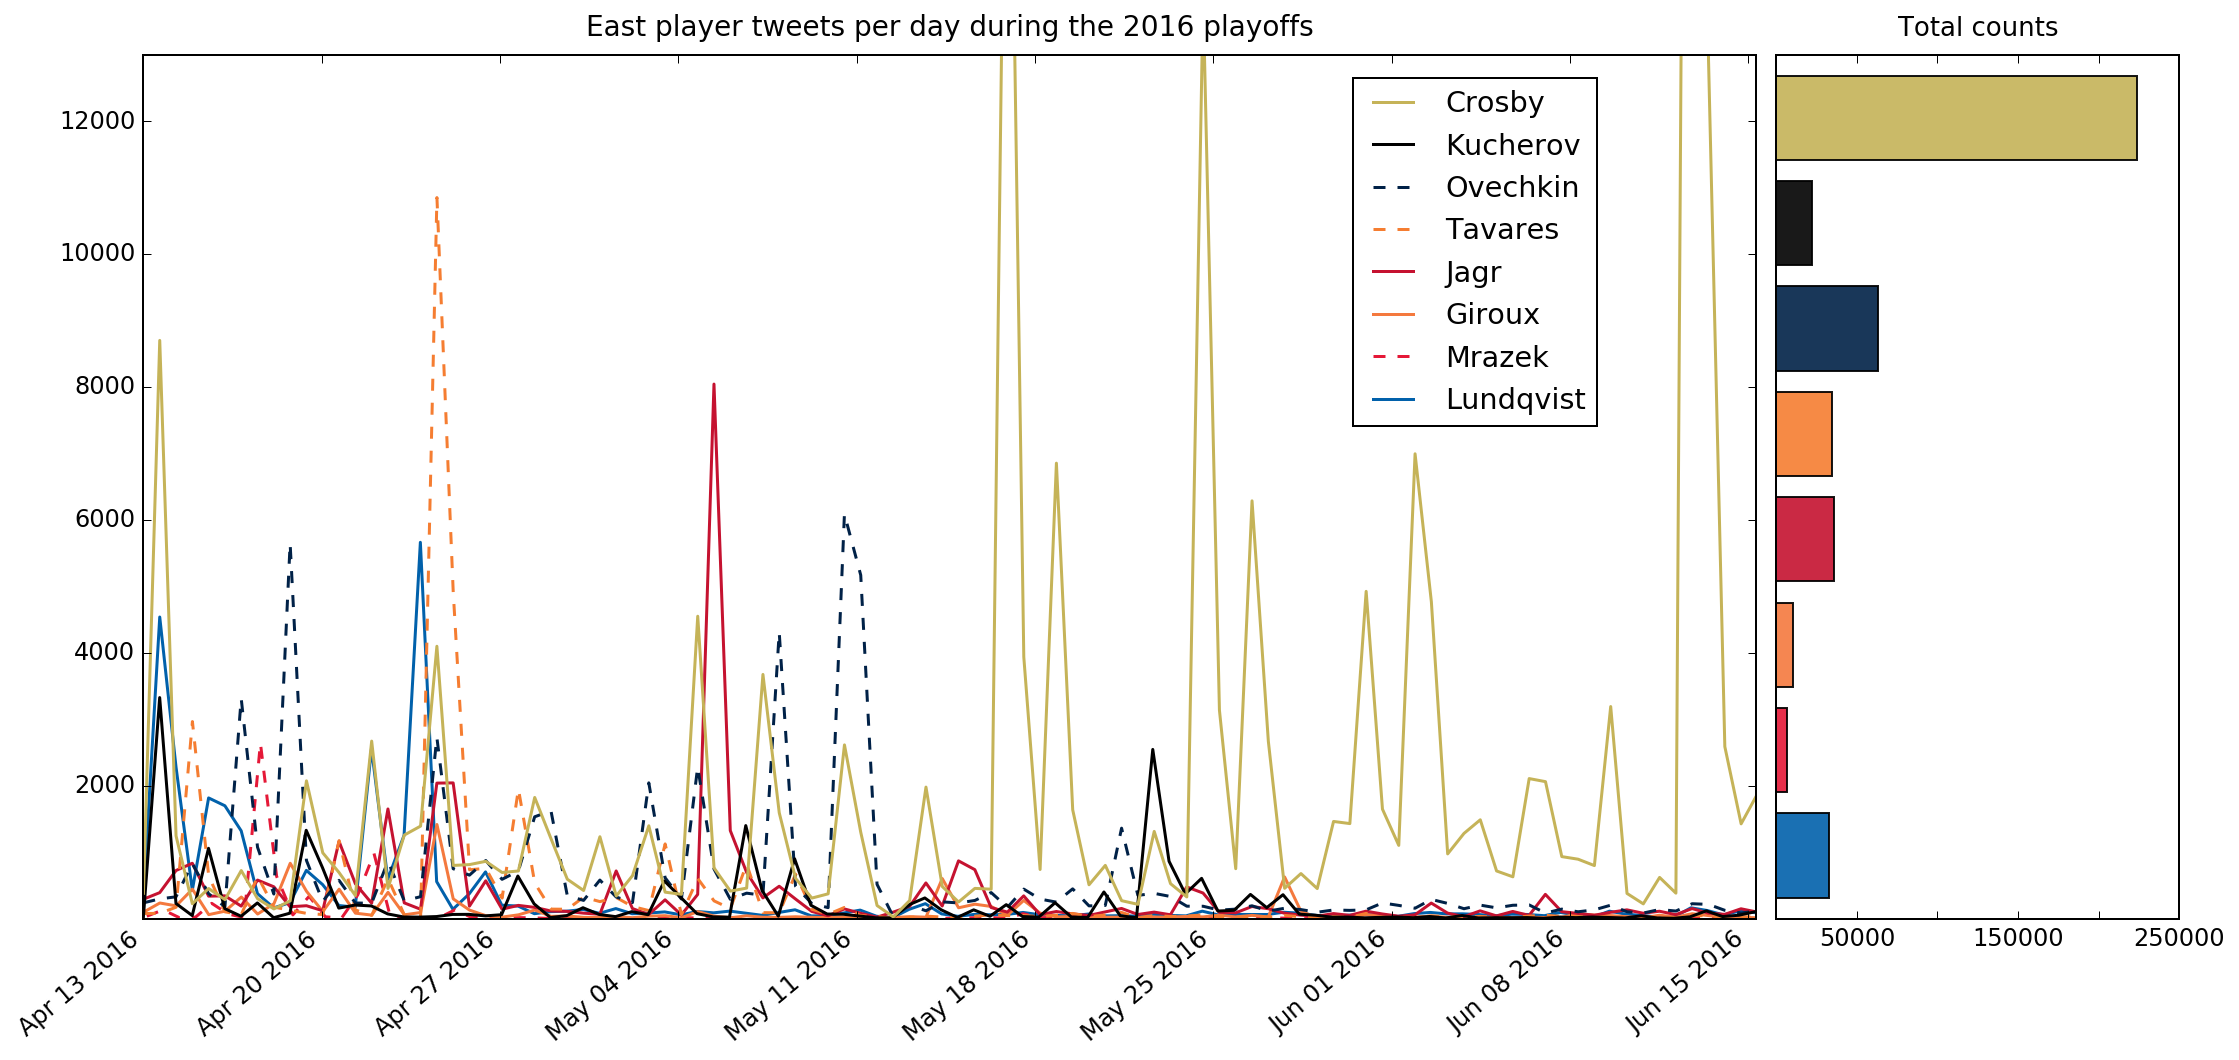 East player tweets per day during the 2016 playoffs
Total counts
12000
10000
8000
6000
4000
2000
Crosby
Kucherov
Ovechkin
Tavares
Jagr
Giroux
Mrazek
Lundqvist
Apr 13 2016
Apr 20 2016
Apr 27 2016
May 04 2016
May 11 2016
May 18 2016
May 25 2016
Jun 01 2016
Jun 08 2016
Jun 15 2016
50000
150000
250000